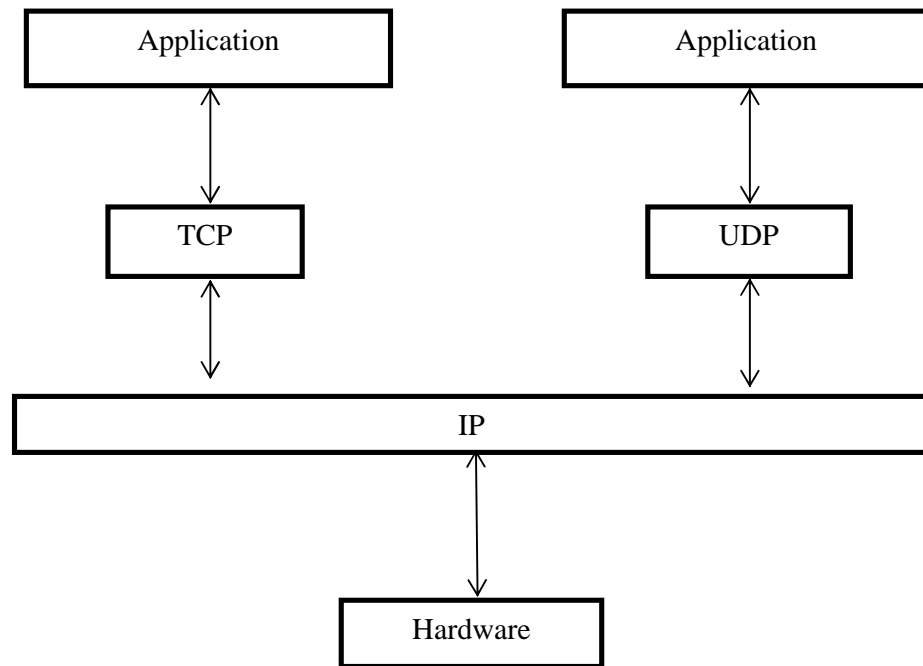 Application
Application
TCP
UDP
IP
Hardware